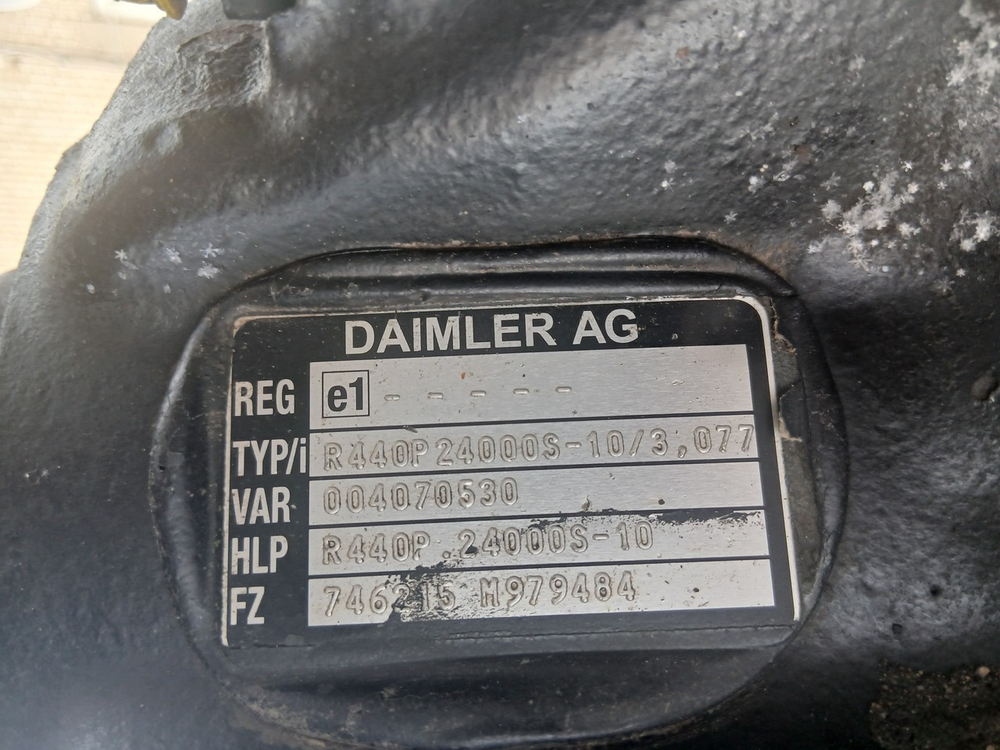 DAIMLER AG
REG e1 - - - - -
TYP/i R440P24000S-10/3,077
VAR 004070530
HLP R440P.24000S-10
FZ 746215 M979484